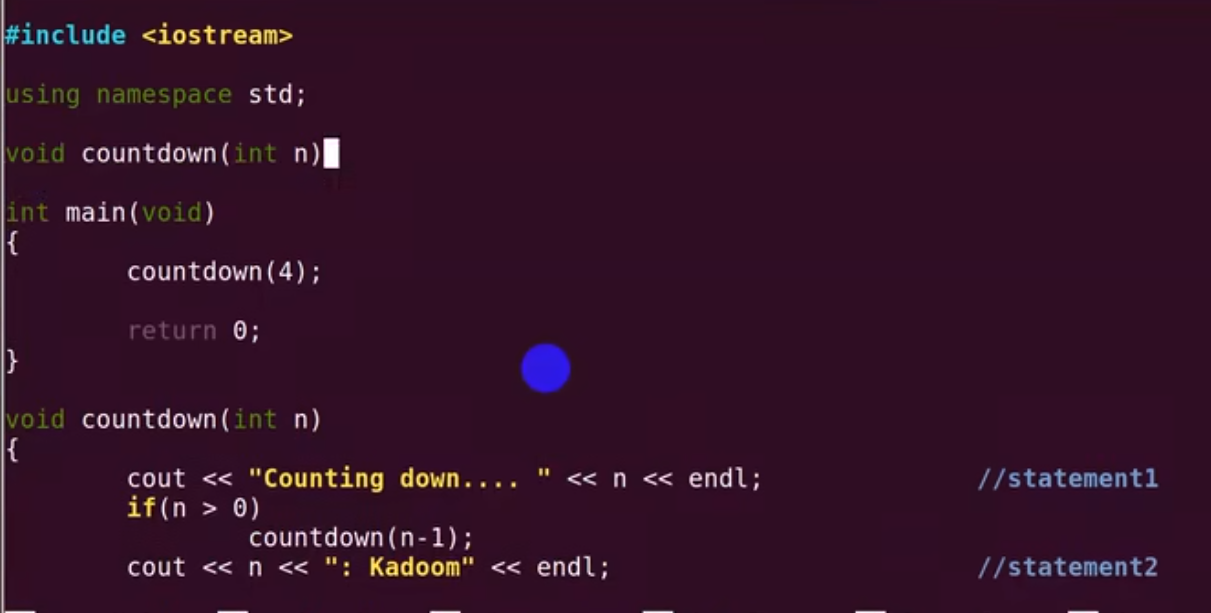 #include <iostream>
using namespace std;
void countdown(int n)
int main(void)
{
countdown(4);
return 0;
}
void countdown(int n)
{
cout << "Counting down.... " << n << endl; //statement1
if(n > 0)
countdown(n-1);
cout << n << ": Kadoom" << endl; //statement2